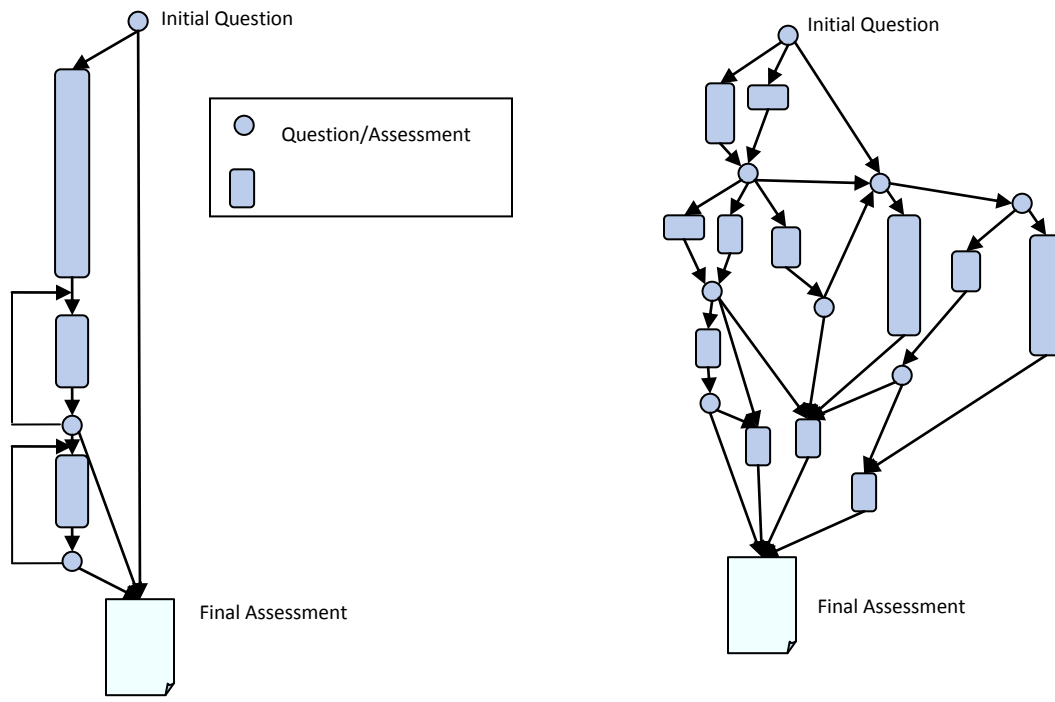 Initial Question
Question/Assessment
Final Assessment
Initial Question
Final Assessment